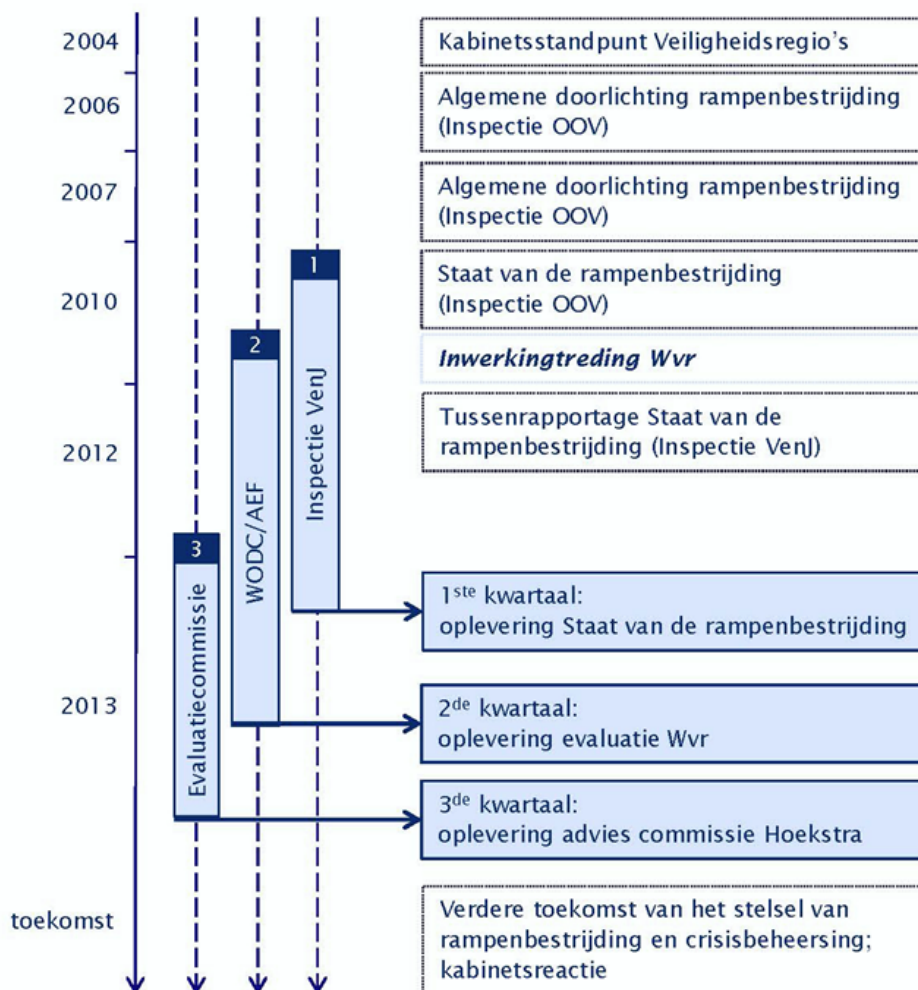 2004
Kabinetsstandpunt Veiligheidsregio's
2006
Algemene doorlichting rampenbestrijding
(Inspectie OOV)
2007
Algemene doorlichting rampenbestrijding
(Inspectie OOV)
1
Inspectie VenJ
2010
Staat van de rampenbestrijding
(Inspectie OOV)
2
WODC/AEF
Inwerkingtreding Wvr
2012
Tussenrapportage Staat van de
rampenbestrijding (Inspectie VenJ)
3
Evaluatiecommissie
2013
1ste kwartaal:
oplevering Staat van de rampenbestrijding
2de kwartaal:
oplevering evaluatie Wvr
3de kwartaal:
oplevering advies commissie Hoekstra
toekomst
Verdere toekomst van het stelsel van
rampenbestrijding en crisisbeheersing;
kabinetsreactie